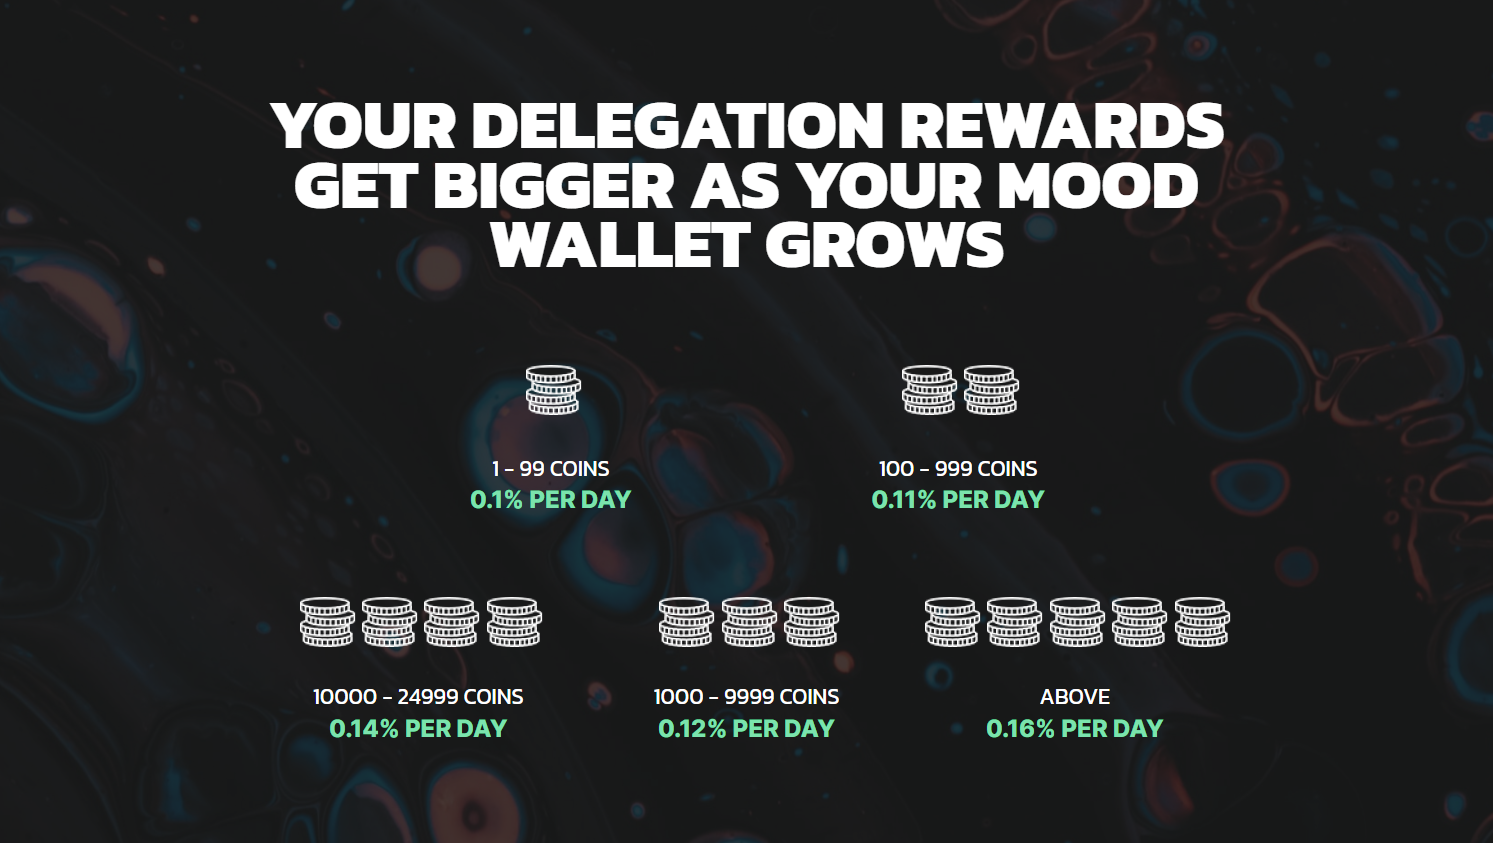 YOUR DELEGATION REWARDS
GET BIGGER AS YOUR MOOD
WALLET GROWS
1 - 99 COINS
0.1% PER DAY
100 - 999 COINS
0.11% PER DAY
10000 - 24999 COINS
0.14% PER DAY
1000 - 9999 COINS
0.12% PER DAY
ABOVE
0.16% PER DAY